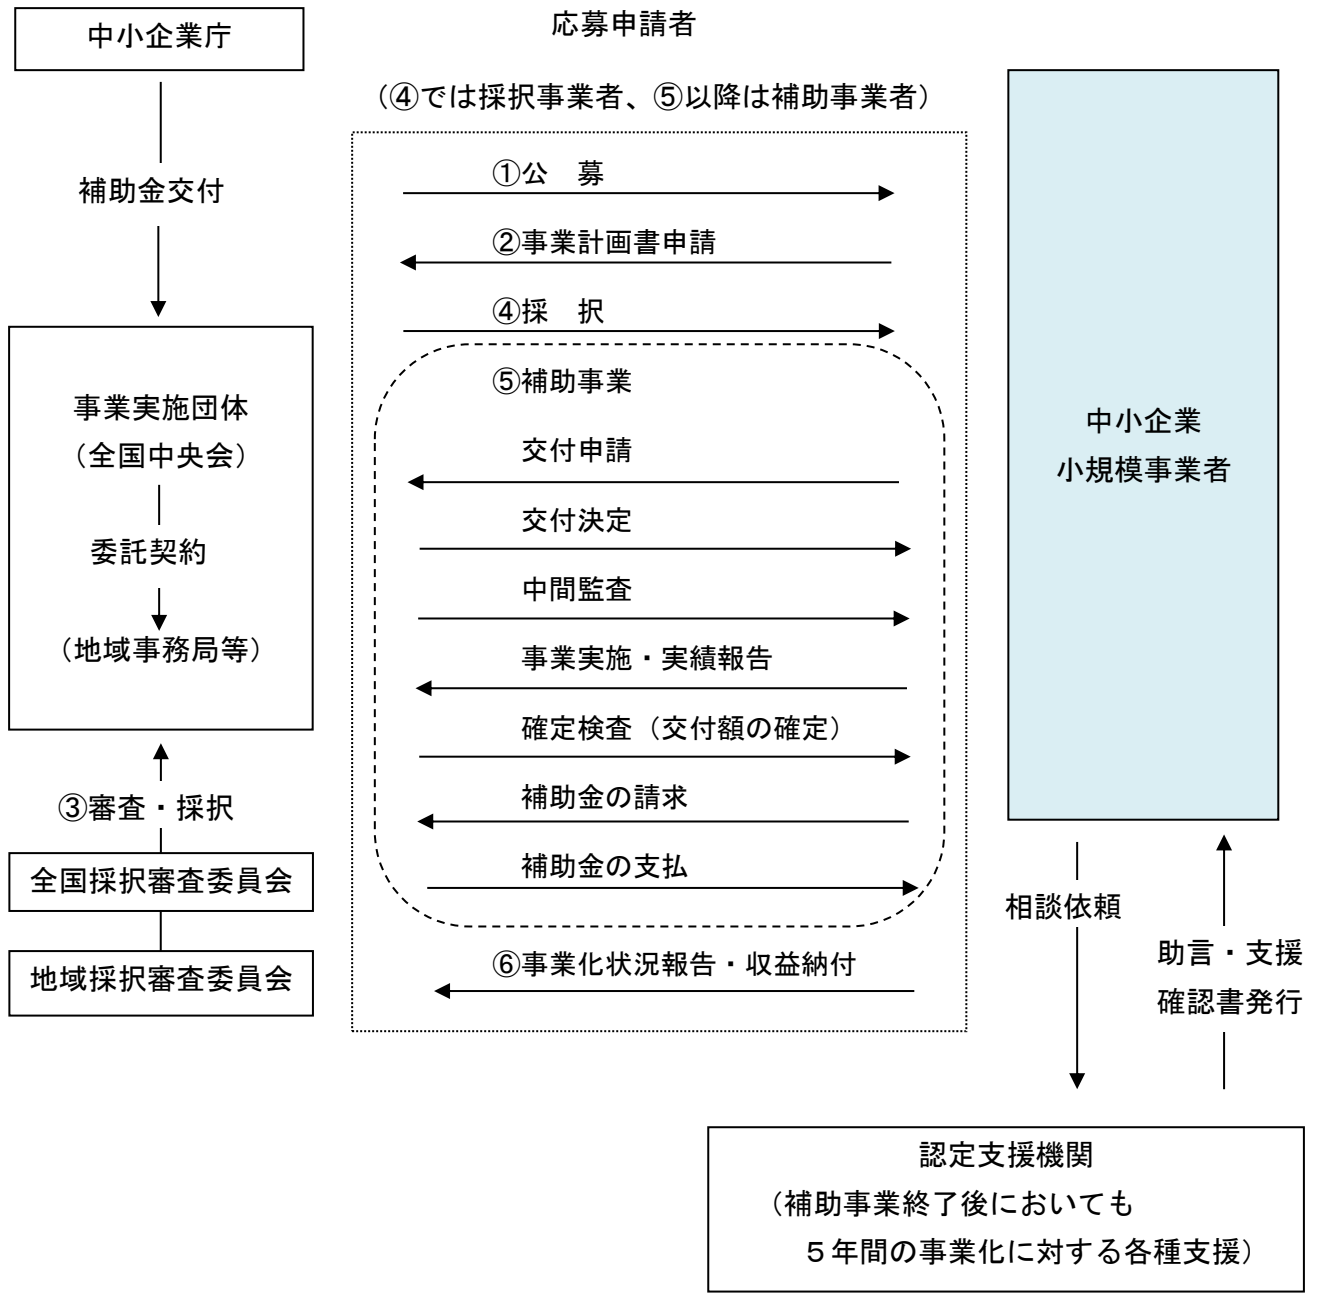 中小企業庁
応募申請者
（④では採択事業者、⑤以降は補助事業者）
補助金交付
①公　募
②事業計画書申請
④採　択
⑤補助事業
交付申請
交付決定
中間監査
事業実施・実績報告
確定検査（交付額の確定）
補助金の請求
補助金の支払
⑥事業化状況報告・収益納付
事業実施団体
（全国中央会）
委託契約
（地域事務局等）
③審査・採択
全国採択審査委員会
地域採択審査委員会
中小企業
小規模事業者
相談依頼
助言・支援
確認書発行
認定支援機関
（補助事業終了後においても
５年間の事業化に対する各種支援）